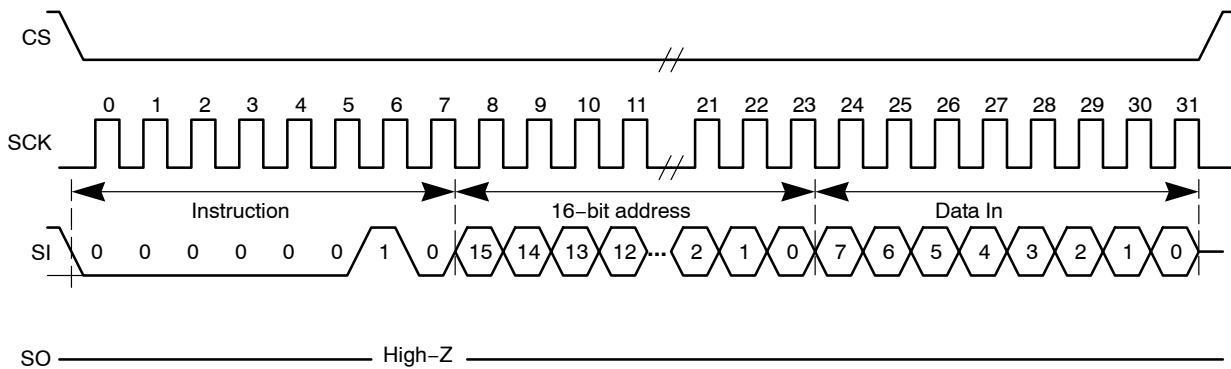 CS
0 1 2 3 4 5 6 7 8 9 10 11 21 22 23 24 25 26 27 28 29 30 31
SCK
Instruction 16−bit address Data In
SI 0 0 0 0 0 0 1 0 15 14 13 12 ... 2 1 0 7 6 5 4 3 2 1 0
SO High−Z